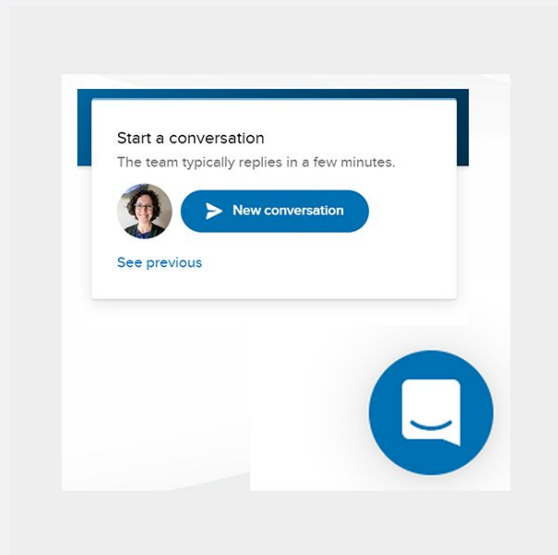 Start a conversation
The team typically replies in a few minutes.
New conversation
See previous